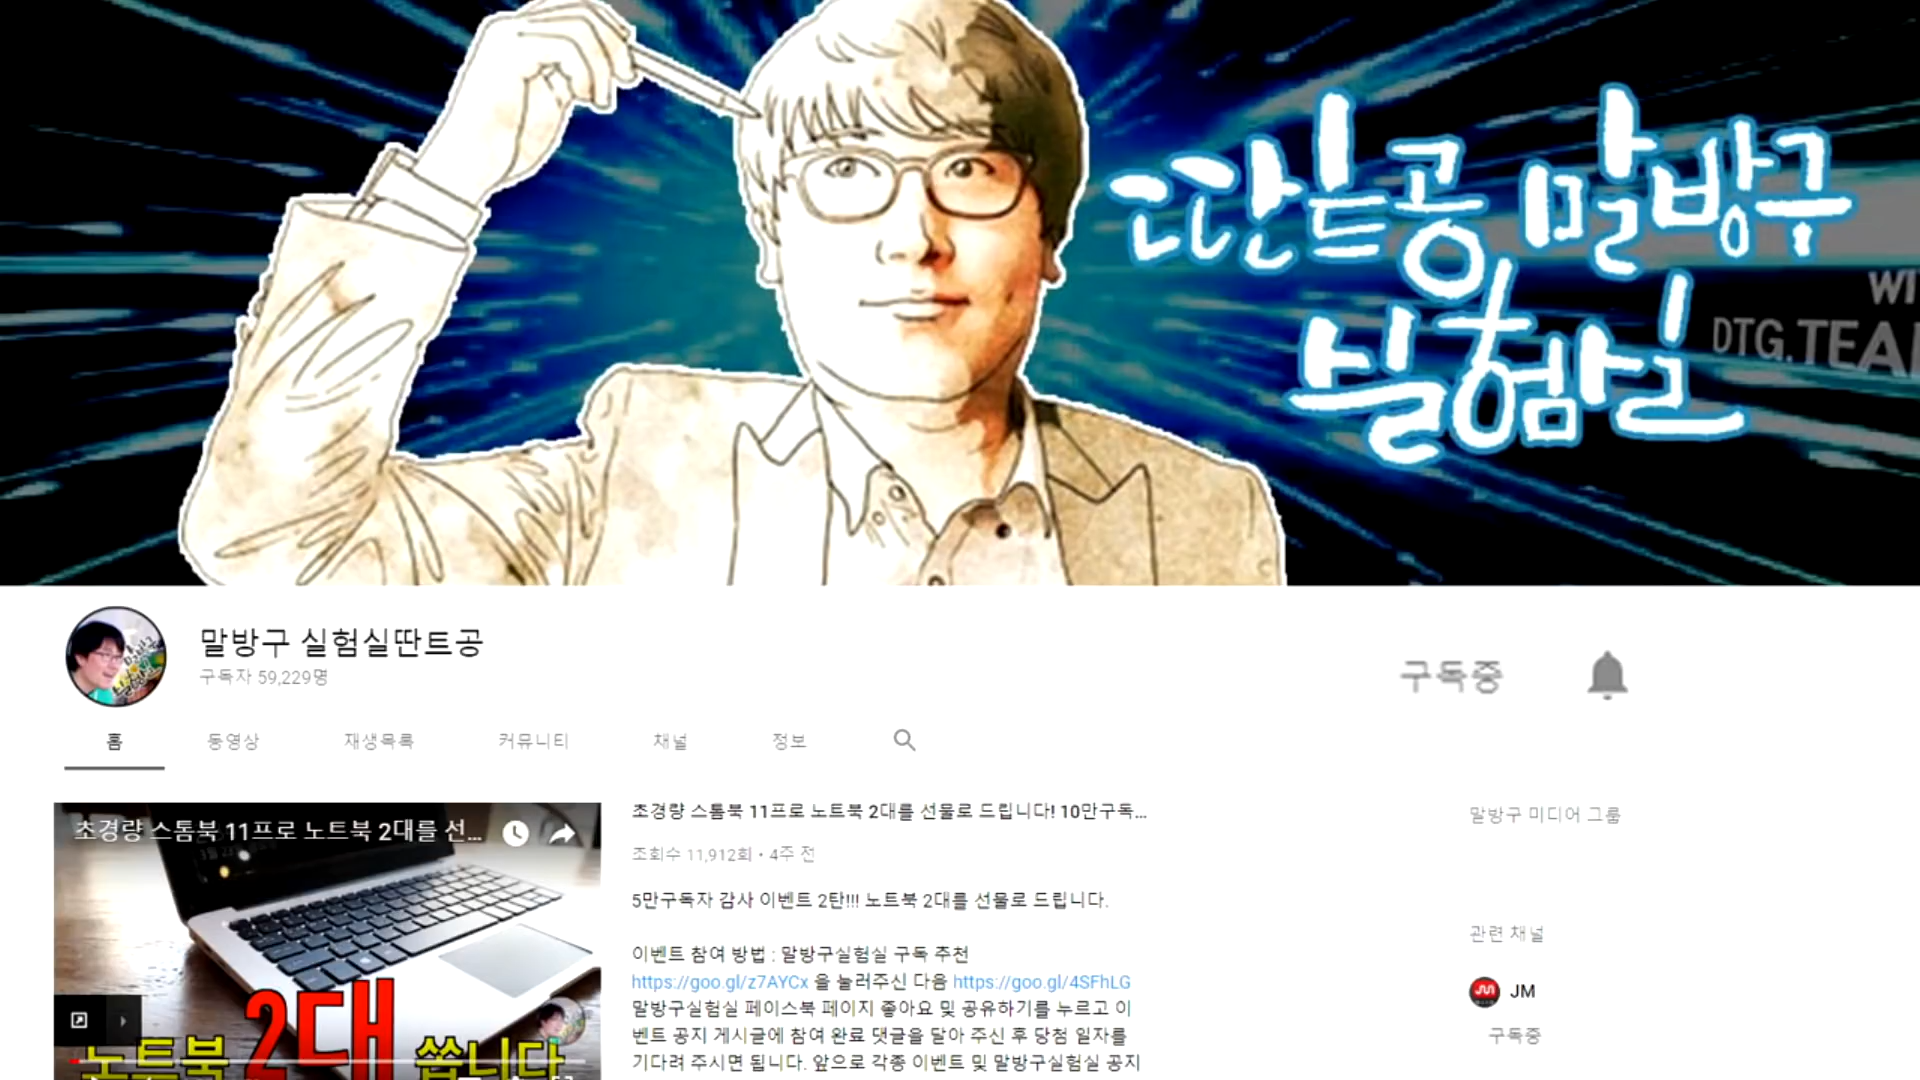 딴트공 말방구
실험실
WI
DTG.TEA
말방구 실험실딴트공
구독자 59,229명
구독중
홈 동영상 재생목록 커뮤니티 채널 정보
초경량 스톰북 11프로 노트북 2대를 선...
노트북 2대 쏩니다
초경량 스톰북 11프로 노트북 2대를 선물로 드립니다! 10만구독...
조회수 11,912회 • 4주 전
5만구독자 감사 이벤트 2탄!!! 노트북 2대를 선물로 드립니다.
이벤트 참여 방법 : 말방구실험실 구독 추천
https://goo.gl/z7AYCx 을 눌러주신 다음 https://goo.gl/4SFhLG
말방구실험실 페이스북 페이지 좋아요 및 공유하기를 누르고 이
벤트 공지 게시글에 참여 완료 댓글을 달아 주신 후 당첨 일자를
기다려 주시면 됩니다. 앞으로 각종 이벤트 및 말방구실험실 공지
말방구 미디어 그룹
관련 채널
JM
구독중